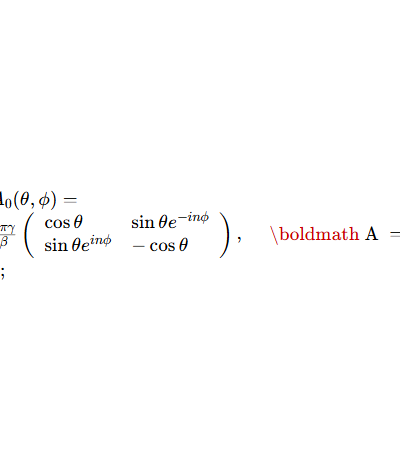 A₀(θ, ϕ) =
πγ/β ( cos θ   sin θe^{−inϕ}
sin θe^{inϕ}   − cos θ ) ,   \boldmath A =
;